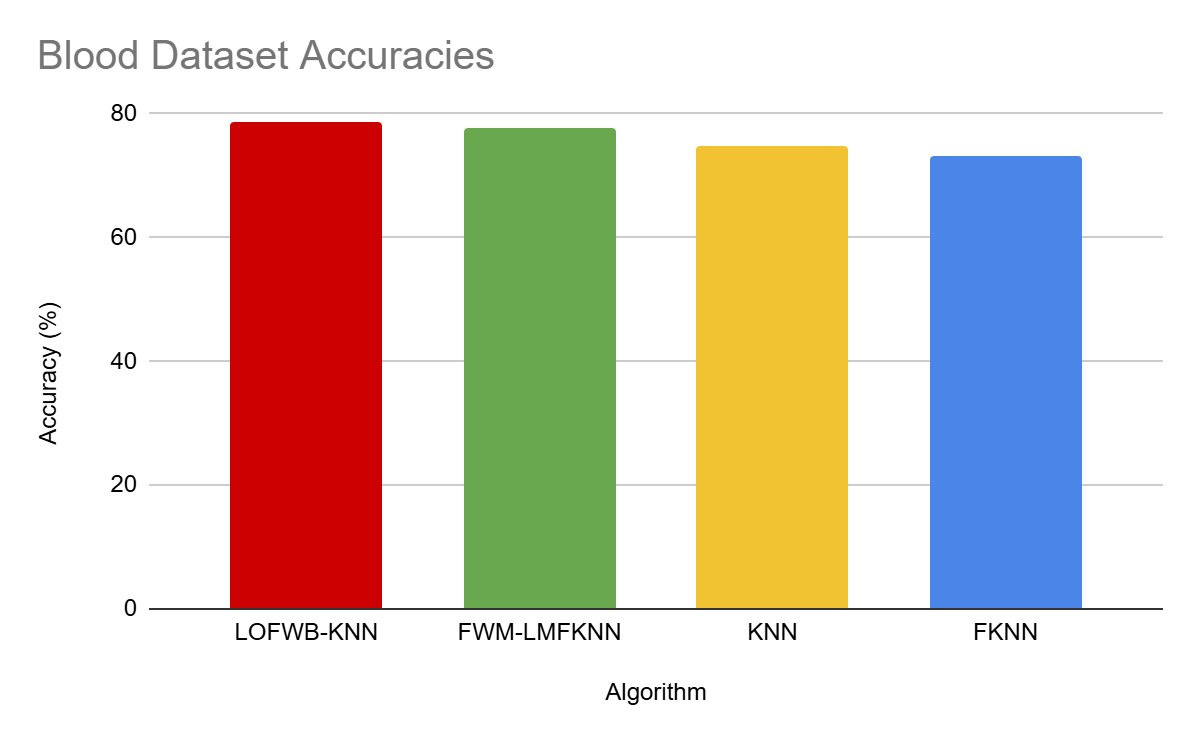 Blood Dataset Accuracies
80
60
40
20
0
Accuracy (%)
LOFWB-KNN FWM-LMFKNN KNN FKNN
Algorithm